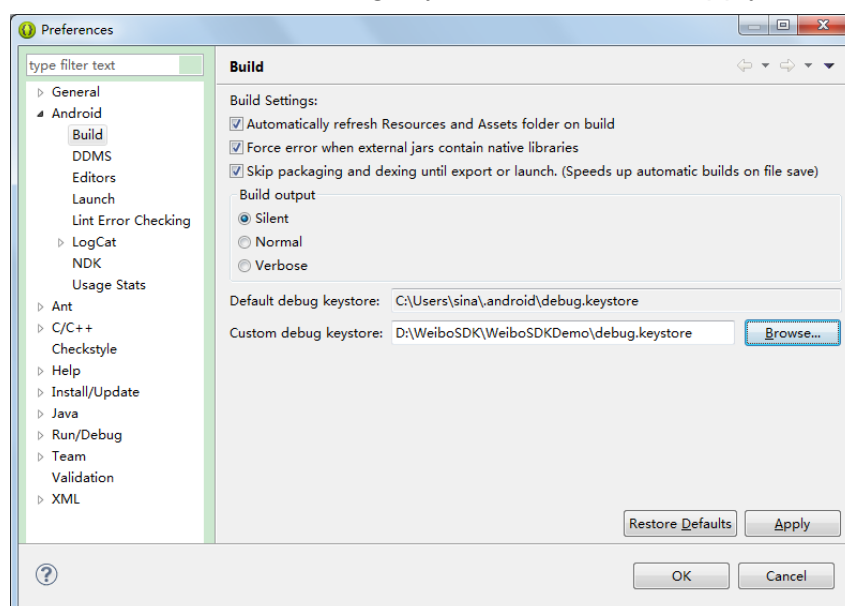 Preferences
type filter text
General
Android
Build
DDMS
Editors
Launch
Lint Error Checking
LogCat
NDK
Usage Stats
Ant
C/C++
Checkstyle
Help
Install/Update
Java
Run/Debug
Team
Validation
XML
Build
Build Settings:
Automatically refresh Resources and Assets folder on build
Force error when external jars contain native libraries
Skip packaging and dexing until export or launch. (Speeds up automatic builds on file save)
Build output
Silent
Normal
Verbose
Default debug keystore: C:\Users\sina\.android\debug.keystore
Custom debug keystore: D:\WeiboSDK\WeiboSDKDemo\debug.keystore Browse...
Restore Defaults Apply
OK Cancel